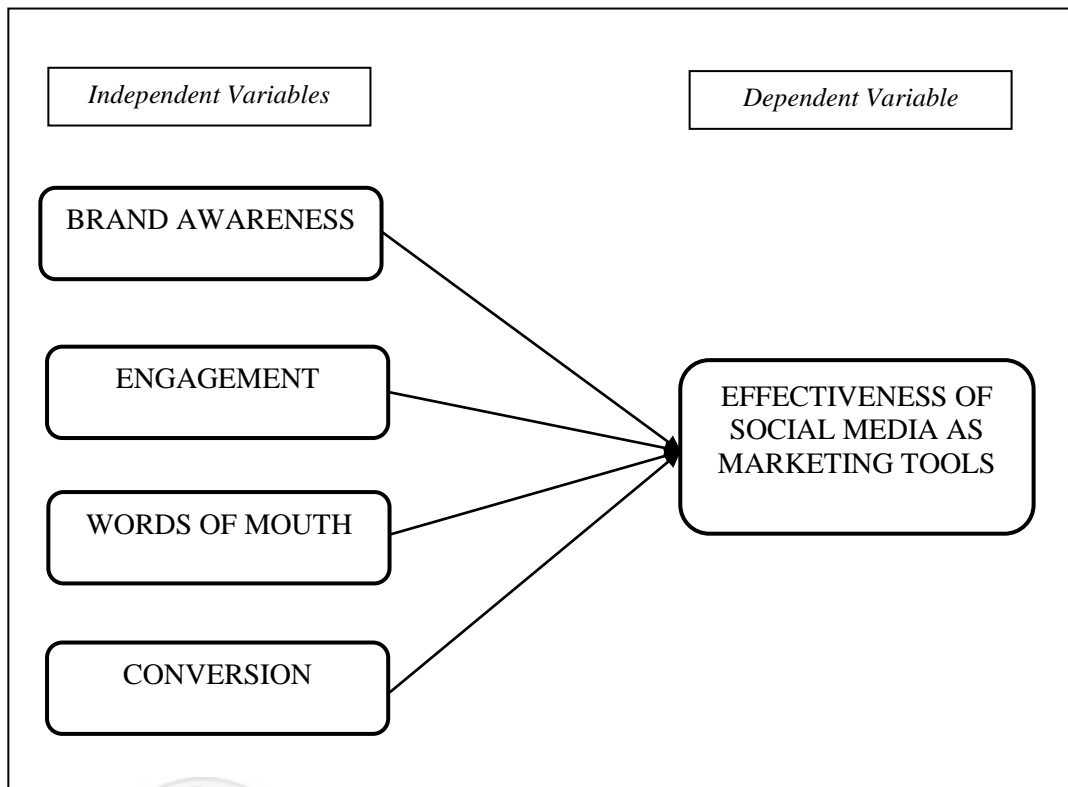 Independent Variables
Dependent Variable
BRAND AWARENESS
ENGAGEMENT
WORDS OF MOUTH
CONVERSION
EFFECTIVENESS OF
SOCIAL MEDIA AS
MARKETING TOOLS